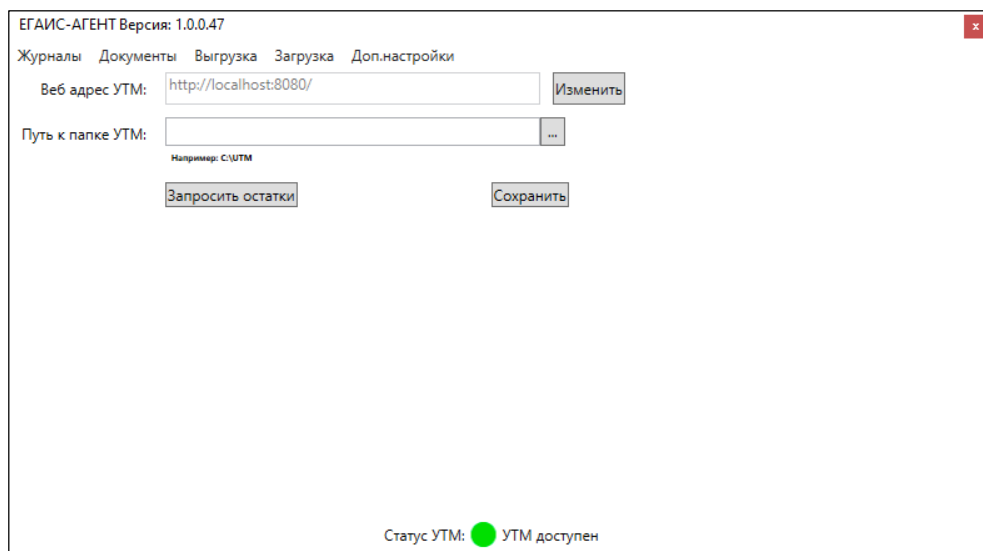 ЕГАИС-АГЕНТ Версия: 1.0.0.47 x
Журналы Документы Выгрузка Загрузка Доп.настройки
Веб адрес УТМ: http://localhost:8080/ Изменить
Путь к папке УТМ: ...
Например: C:\UTM
Запросить остатки Сохранить
Статус УТМ: УТМ доступен